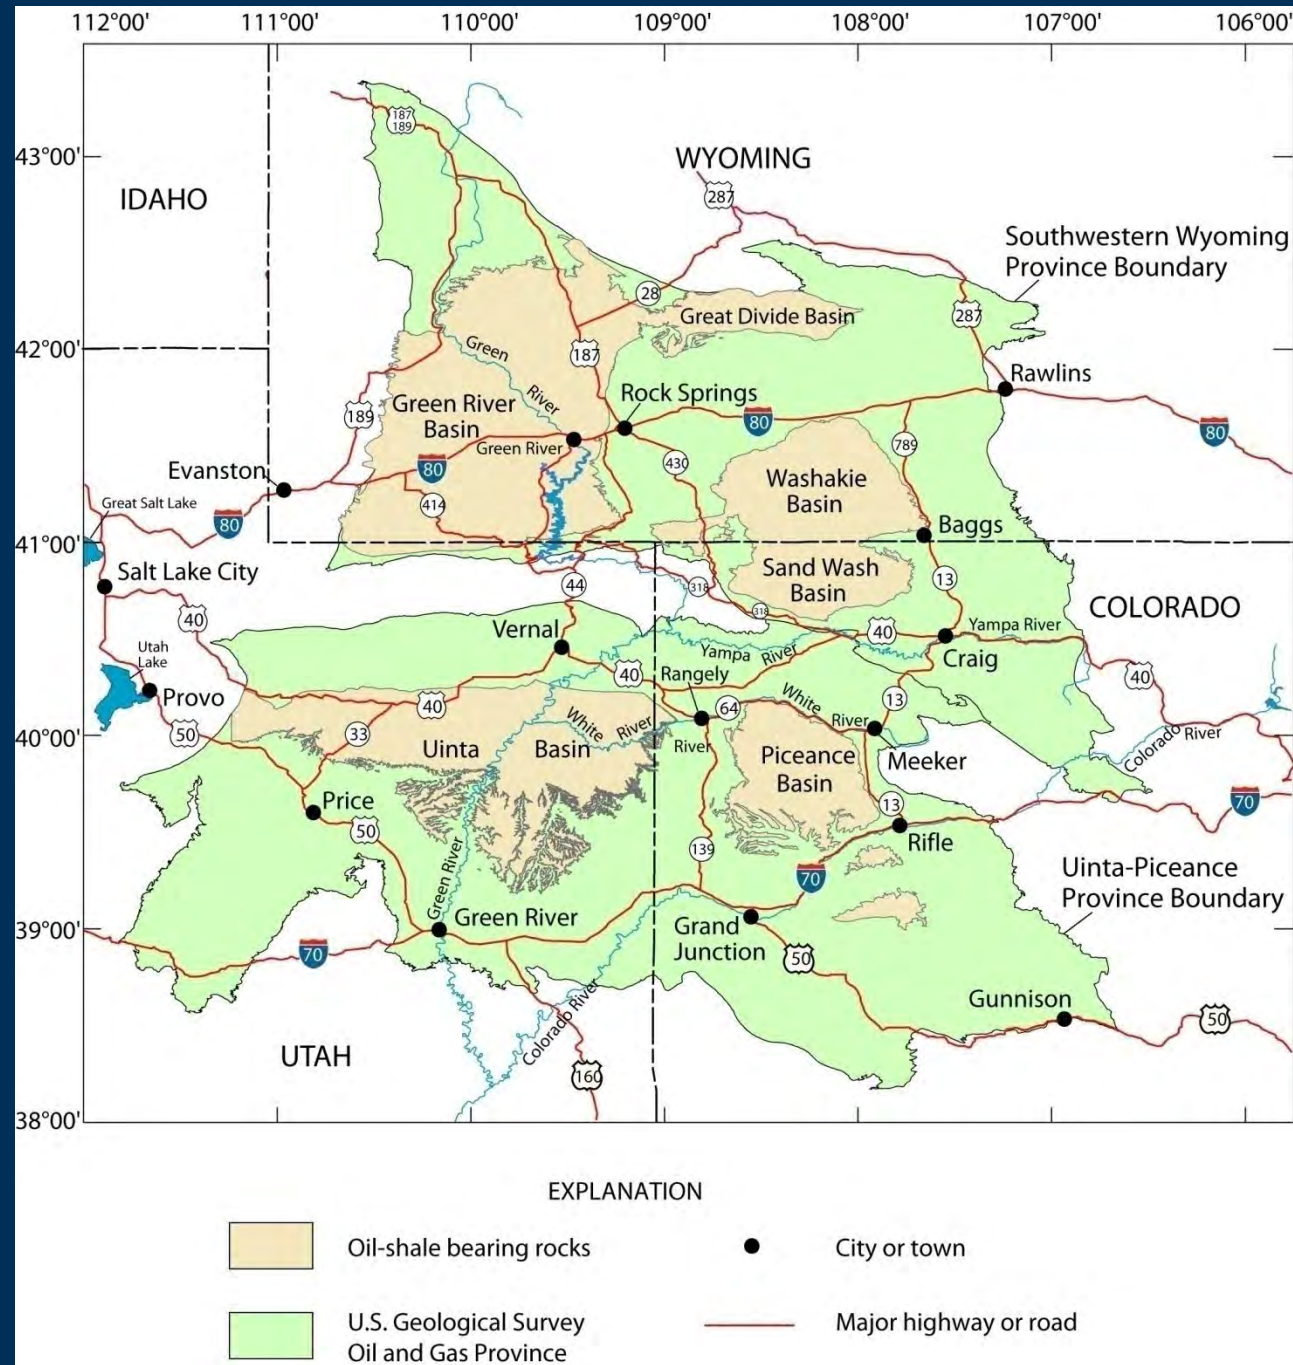 112°00'
111°00'
110°00'
109°00'
108°00'
107°00'
106°00'
187
189
43°00'
WYOMING
IDAHO
287
Southwestern Wyoming
Province Boundary
28
Great Divide Basin
287
42°00'
Green
River
187
Rawlins
Rock Springs
189
Green River
Basin
80
80
789
Green River
430
Evanston
80
Washakie
Basin
Great Salt Lake
414
80
Baggs
41°00'
Salt Lake City
44
318
Sand Wash
Basin
13
318
COLORADO
40
Vernal
40
Yampa River
Utah
Lake
Yampa River
Craig
Rangely
40
40
Provo
40
White
River
13
64
50
33
White
River
River
40°00'
Uinta
Basin
Piceance
Basin
Meeker
Colorado
River
Price
13
70
50
139
Rifle
Green River
70
Uinta-Piceance
Province Boundary
Green River
39°00'
Grand
Junction
70
50
Gunnison
50
Colorado River
UTAH
160
38°00'
EXPLANATION
Oil-shale bearing rocks
City or town
U.S. Geological Survey
Oil and Gas Province
Major highway or road